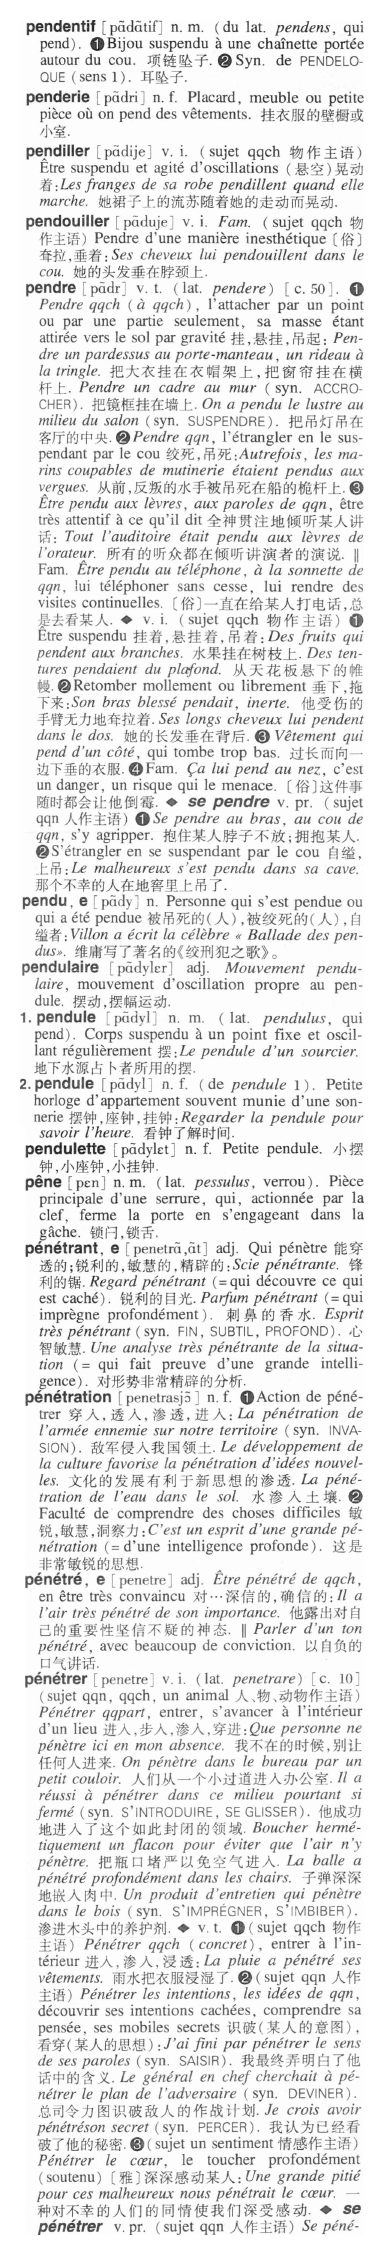 pendentif [pɑ̃dɑ̃tif] n. m. (du lat. pendens, qui
pend). ❶Bijou suspendu à une chaînette portée
autour du cou. 项链坠子. ❷ Syn. de PENDELO-
QUE (sens 1). 耳坠子.
penderie [pɑ̃dri] n. f. Placard, meuble ou petite
pièce où on pend des vêtements. 挂衣服的壁橱或
小室.
pendiller [pɑ̃dije] v. i. (sujet qqch 物作主语)
Être suspendu et agité d'oscillations (悬空)晃动
着:Les franges de sa robe pendillent quand elle
marche. 她裙子上的流苏随着她的走动而晃动.
pendouiller [pɑ̃duje] v. i. Fam. (sujet qqch 物
作主语) Pendre d'une manière inesthétique [俗]
耷拉,垂着:Ses cheveux lui pendouillent dans le
cou. 她的头发垂在脖颈上.
pendre [pɑ̃dr] v. t. (lat. pendere) [c. 50]. ❶
Pendre qqch (à qqch), l'attacher par un point
ou par une partie seulement, sa masse étant
attirée vers le sol par gravité 挂,悬挂,吊起: Pen-
dre un pardessus au porte-manteau, un rideau à
la tringle. 把大衣挂在衣帽架上,把窗帘挂在横
杆上. Pendre un cadre au mur (syn. ACCRO-
CHER). 把镜框挂在墙上. On a pendu le lustre au
milieu du salon (syn. SUSPENDRE). 把吊灯吊在
客厅的中央. ❷Pendre qqn, l'étrangler en le sus-
pendant par le cou 绞死,吊死:Autrefois, les ma-
rins coupables de mutinerie étaient pendus aux
vergues. 从前,反叛的水手被吊死在船的桅杆上. ❸
Être pendu aux lèvres, aux paroles de qqn, être
très attentif à ce qu'il dit 全神贯注地倾听某人讲
话: Tout l'auditoire était pendu aux lèvres de
l'orateur. 所有的听众都在倾听讲演者的演说. ‖
Fam. Être pendu au téléphone, à la sonnette de
qqn, lui téléphoner sans cesse, lui rendre des
visites continuelles. [俗]一直在给某人打电话,总
是去看某人. ◆ v. i. (sujet qqch 物作主语) ❶
Être suspendu 挂着,悬挂着,吊着:Des fruits qui
pendent aux branches. 水果挂在树枝上. Des ten-
tures pendaient du plafond. 从天花板悬下的帷
幔. ❷Retomber mollement ou librement 垂下,拖
下来:Son bras blessé pendait, inerte. 他受伤的
手臂无力地耷拉着. Ses longs cheveux lui pendent
dans le dos. 她的长发垂在背后. ❸ Vêtement qui
pend d'un côté, qui tombe trop bas. 过长而向一
边下垂的衣服. ❹Fam. Ça lui pend au nez, c'est
un danger, un risque qui le menace. [俗]这件事
随时都会让他倒霉. ◆ se pendre v. pr. (sujet
qqn 人作主语) ❶Se pendre au bras, au cou de
qqn, s'y agripper. 抱住某人脖子不放;拥抱某人.
❷S'étrangler en se suspendant par le cou 自缢,
上吊:Le malheureux s'est pendu dans sa cave.
那个不幸的人在地窖里上吊了.
pendu, e [pɑ̃dy] n. Personne qui s'est pendue ou
qui a été pendue 被吊死的(人),被绞死的(人),自
缢者:Villon a écrit la célèbre « Ballade des pen-
dus». 维庸写了著名的《绞刑犯之歌》。
pendulaire [pɑ̃dylɛr] adj. Mouvement pendu-
laire, mouvement d'oscillation propre au pen-
dule. 摆动,摆幅运动.
1. pendule [pɑ̃dyl] n. m. (lat. pendulus, qui
pend). Corps suspendu à un point fixe et oscil-
lant régulièrement 摆:Le pendule d'un sourcier.
地下水源占卜者所用的摆.
2. pendule [pɑ̃dyl] n. f. (de pendule 1). Petite
horloge d'appartement souvent munie d'une son-
nerie 摆钟,座钟,挂钟:Regarder la pendule pour
savoir l'heure. 看钟了解时间.
pendulette [pɑ̃dylɛt] n. f. Petite pendule. 小摆
钟,小座钟,小挂钟.
pêne [pɛn] n. m. (lat. pessulus, verrou). Pièce
principale d'une serrure, qui, actionnée par la
clef, ferme la porte en s'engageant dans la
gâche. 锁闩,锁舌.
pénétrant, e [penetrɑ̃,ɑ̃t] adj. Qui pénètre 能穿
透的;锐利的,敏慧的,精辟的:Scie pénétrante. 锋
利的锯. Regard pénétrant (=qui découvre ce qui
est caché). 锐利的目光. Parfum pénétrant (=qui
imprègne profondément). 刺鼻的香水. Esprit
très pénétrant (syn. FIN, SUBTIL, PROFOND). 心
智敏慧. Une analyse très pénétrante de la situa-
tion (= qui fait preuve d'une grande intelli-
gence). 对形势非常精辟的分析.
pénétration [penetrasjɔ̃] n. f. ❶Action de péné-
trer 穿入,透入,渗透,进入: La pénétration de
l'armée ennemie sur notre territoire (syn. INVA-
SION). 敌军侵入我国领土. Le développement de
la culture favorise la pénétration d'idées nouvel-
les. 文化的发展有利于新思想的渗透. La péné-
tration de l'eau dans le sol. 水渗入土壤. ❷
Faculté de comprendre des choses difficiles 敏
锐,敏慧,洞察力:C'est un esprit d'une grande pé-
nétration (= d'une intelligence profonde). 这是
非常敏锐的思想.
pénétré, e [penetre] adj. Être pénétré de qqch,
en être très convaincu 对…深信的,确信的: Il a
l'air très pénétré de son importance. 他露出对自
己的重要性坚信不疑的神态. ‖ Parler d'un ton
pénétré, avec beaucoup de conviction. 以自负的
口气讲话.
pénétrer [penetre] v. i. (lat. penetrare) [c. 10]
(sujet qqn, qqch, un animal 人、物、动物作主语)
Pénétrer qqpart, entrer, s'avancer à l'intérieur
d'un lieu 进入,步入,渗入,穿进:Que personne ne
pénètre ici en mon absence. 我不在的时候,别让
任何人进来. On pénètre dans le bureau par un
petit couloir. 人们从一个小过道进入办公室. Il a
réussi à pénétrer dans ce milieu pourtant si
fermé (syn. S'INTRODUIRE, SE GLISSER). 他成功
地进入了这个如此封闭的领域. Boucher hermé-
tiquement un flacon pour éviter que l'air n'y
pénètre. 把瓶口堵严以免空气进入. La balle a
pénétré profondément dans les chairs. 子弹深深
地嵌入肉中. Un produit d'entretien qui pénètre
dans le bois (syn. S'IMPRÉGNER, S'IMBIBER).
渗进木头中的养护剂. ◆ v. t. ❶(sujet qqch 物作
主语) Pénétrer qqch (concret), entrer à l'in-
térieur 进入,渗入,浸透: La pluie a pénétré ses
vêtements. 雨水把衣服浸湿了. ❷(sujet qqn 人作
主语) Pénétrer les intentions, les idées de qqn,
découvrir ses intentions cachées, comprendre sa
pensée, ses mobiles secrets 识破(某人的意图),
看穿(某人的思想):J'ai fini par pénétrer le sens
de ses paroles (syn. SAISIR). 我最终弄明白了他
话中的含义. Le général en chef cherchait à pé-
nétrer le plan de l'adversaire (syn. DEVINER).
总司令力图识破敌人的作战计划. Je crois avoir
pénétréson secret (syn. PERCER). 我认为已经看
破了他的秘密. ❸(sujet un sentiment 情感作主语)
Pénétrer le cœur, le toucher profondément
(soutenu) [雅]深深感动某人: Une grande pitié
pour ces malheureux nous pénétrait le cœur. 一
种对不幸的人们的同情使我们深受感动. ◆ se
pénétrer v. pr. (sujet qqn 人作主语) Se péné-